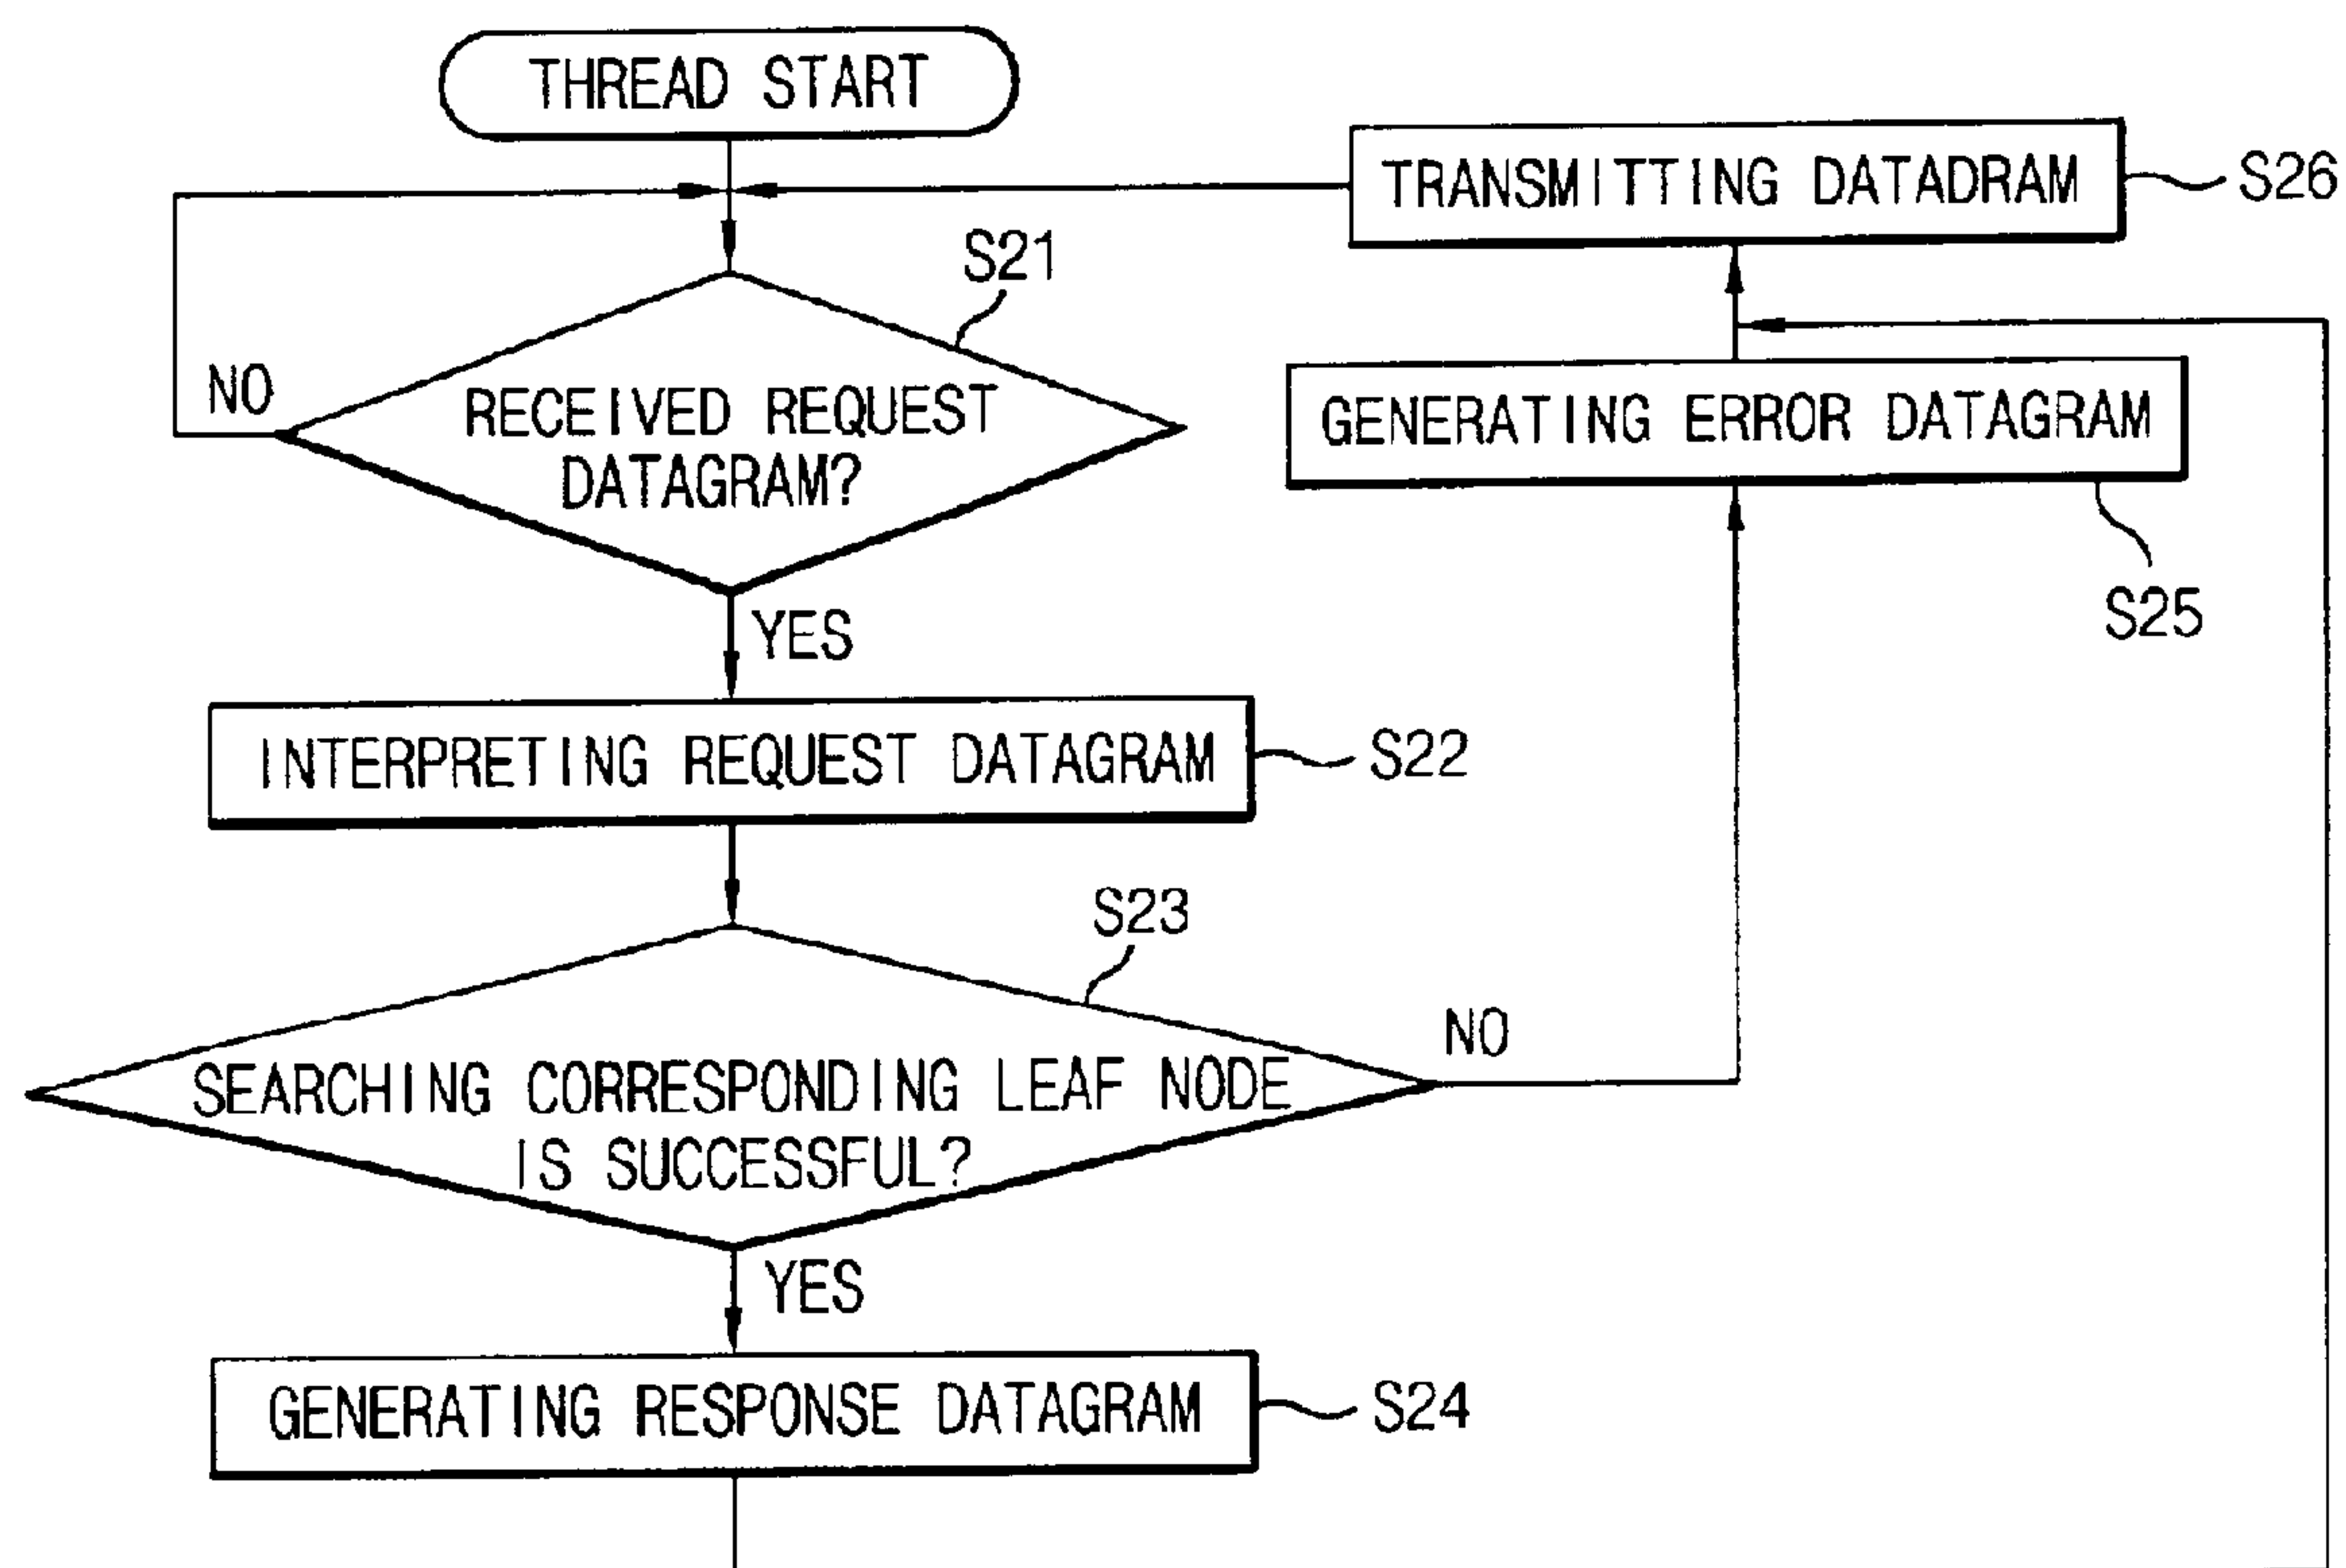 THREAD START
TRANSMITTING DATADRAM
S26
S21
NO
RECEIVED REQUEST
DATAGRAM?
GENERATING ERROR DATAGRAM
S25
YES
INTERPRETING REQUEST DATAGRAM
S22
S23
NO
SEARCHING CORRESPONDING LEAF NODE
IS SUCCESSFUL?
YES
GENERATING RESPONSE DATAGRAM
S24